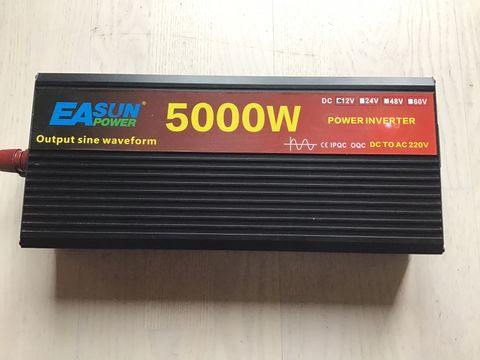 EASUN®
POWER
Output sine waveform
5000W
DC 12V 24V 48V 60V
POWER INVERTER
CE IPQC OQC DC TO AC 220V